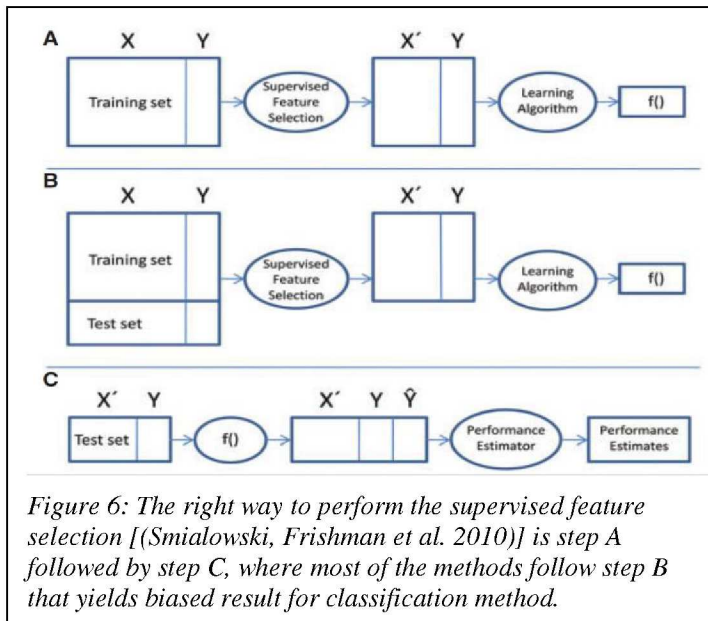 A
X Y
Training set
Supervised
Feature
Selection
X´ Y
Learning
Algorithm
f()
B
X Y
Training set
Test set
Supervised
Feature
Selection
X´ Y
Learning
Algorithm
f()
C
X´ Y
Test set
f()
X´ Y Ŷ
Performance
Estimator
Performance
Estimates
Figure 6: The right way to perform the supervised feature
selection [(Smialowski, Frishman et al. 2010)] is step A
followed by step C, where most of the methods follow step B
that yields biased result for classification method.